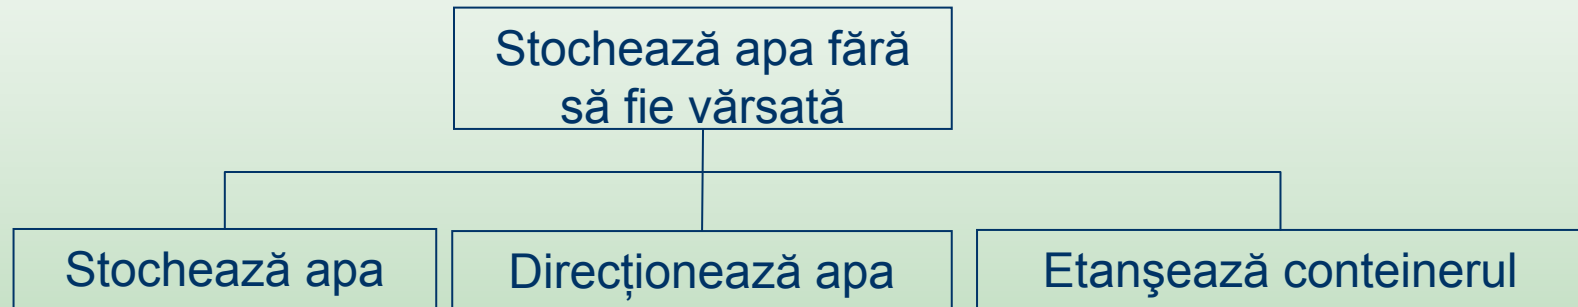 Stochează apa fără
să fie vărsată
Stochează apa
Direcționează apa
Etanşează conteinerul